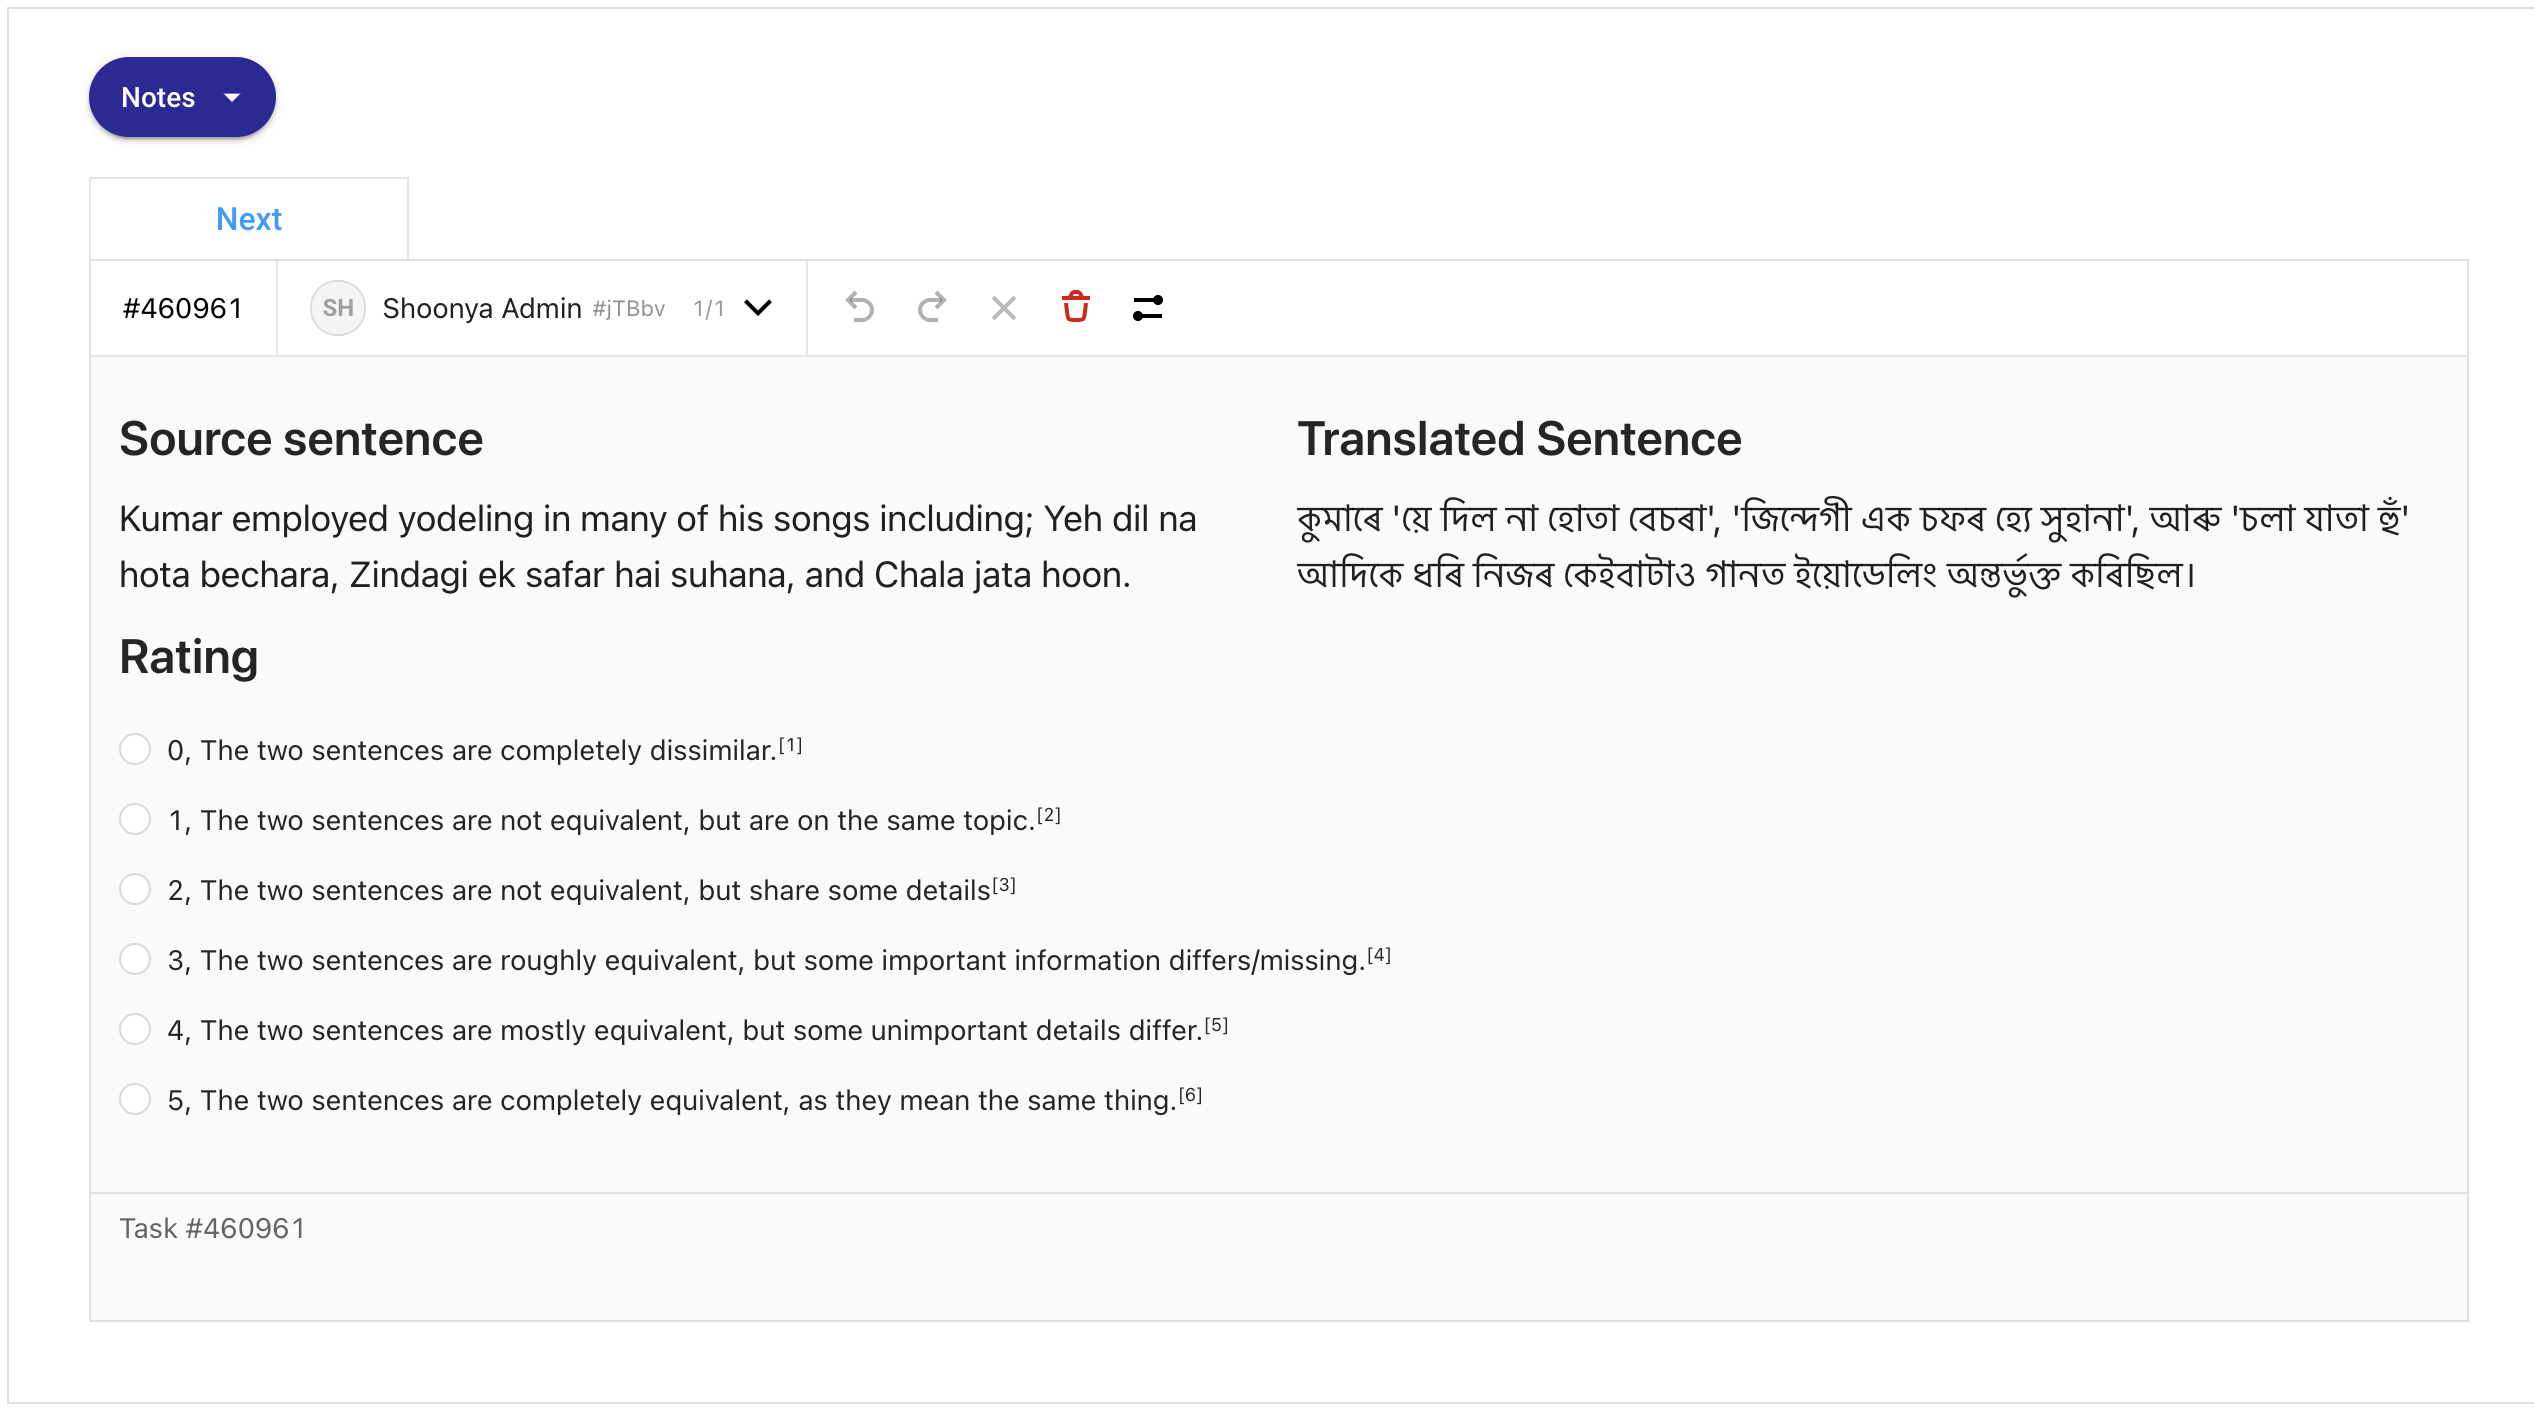 Notes
Next
#460961
SH Shoonya Admin #jTBbv 1/1
Source sentence
Kumar employed yodeling in many of his songs including; Yeh dil na
hota bechara, Zindagi ek safar hai suhana, and Chala jata hoon.
Translated Sentence
কুমাৰে 'য়ে দিল না হোতা বেচৰা', 'জিন্দেগী এক চফৰ হ্যে সুহানা', আৰু 'চলা যাতা হুঁ'
আদিকে ধৰি নিজৰ কেইবাটাও গানত ইয়োডেলিং অন্তৰ্ভুক্ত কৰিছিল।
Rating
0, The two sentences are completely dissimilar.[1]
1, The two sentences are not equivalent, but are on the same topic.[2]
2, The two sentences are not equivalent, but share some details[3]
3, The two sentences are roughly equivalent, but some important information differs/missing.[4]
4, The two sentences are mostly equivalent, but some unimportant details differ.[5]
5, The two sentences are completely equivalent, as they mean the same thing.[6]
Task #460961